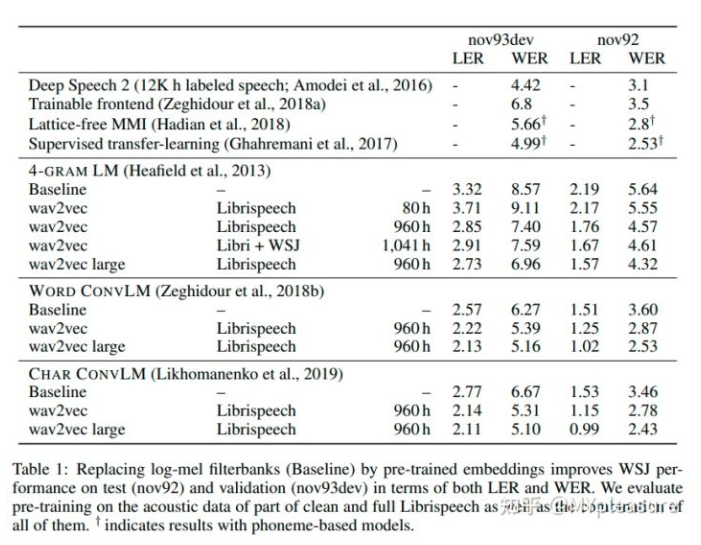 nov93dev nov92
LER WER LER WER
Deep Speech 2 (12K h labeled speech; Amodei et al., 2016) - 4.42 - 3.1
Trainable frontend (Zeghidour et al., 2018a) - 6.8 - 3.5
Lattice-free MMI (Hadian et al., 2018) - 5.66† - 2.8†
Supervised transfer-learning (Ghahremani et al., 2017) - 4.99† - 2.53†
4-GRAM LM (Heafield et al., 2013)
Baseline – – 3.32 8.57 2.19 5.64
wav2vec Librispeech 80 h 3.71 9.11 2.17 5.55
wav2vec Librispeech 960 h 2.85 7.40 1.76 4.57
wav2vec Libri + WSJ 1,041 h 2.91 7.59 1.67 4.61
wav2vec large Librispeech 960 h 2.73 6.96 1.57 4.32
WORD CONVLM (Zeghidour et al., 2018b)
Baseline – – 2.57 6.27 1.51 3.60
wav2vec Librispeech 960 h 2.22 5.39 1.25 2.87
wav2vec large Librispeech 960 h 2.13 5.16 1.02 2.53
CHAR CONVLM (Likhomanenko et al., 2019)
Baseline – – 2.77 6.67 1.53 3.46
wav2vec Librispeech 960 h 2.14 5.31 1.15 2.78
wav2vec large Librispeech 960 h 2.11 5.10 0.99 2.43
Table 1: Replacing log-mel filterbanks (Baseline) by pre-trained embeddings improves WSJ per-
formance on test (nov92) and validation (nov93dev) in terms of both LER and WER. We evaluate
pre-training on the acoustic data of part of clean and full Librispeech as well as the combination of
all of them. † indicates results with phoneme-based models.
知乎